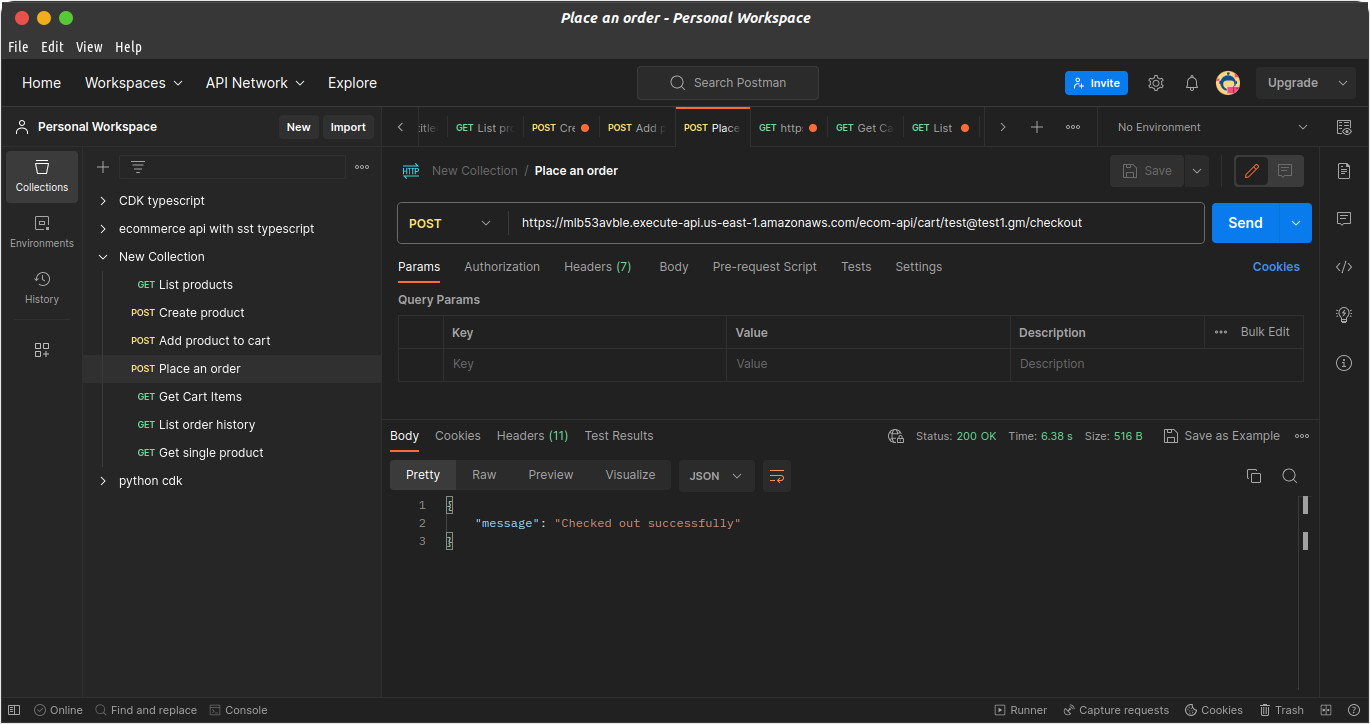 Place an order - Personal Workspace
File Edit View Help
Home Workspaces API Network Explore Search Postman Invite Upgrade
Personal Workspace New Import
GET List pro POST Cre POST Add p POST Place GET http: GET Get Ca GET List No Environment
Collections
Environments
History
CDK typescript
ecommerce api with sst typescript
New Collection
GET List products
POST Create product
POST Add product to cart
POST Place an order
GET Get Cart Items
GET List order history
GET Get single product
python cdk
HTTP New Collection / Place an order Save
POST https://mlb53avble.execute-api.us-east-1.amazonaws.com/ecom-api/cart/test@test1.gm/checkout Send
Params Authorization Headers (7) Body Pre-request Script Tests Settings Cookies
Query Params
Key Value Description Bulk Edit
Key Value Description
Body Cookies Headers (11) Test Results Status: 200 OK Time: 6.38 s Size: 516 B Save as Example
Pretty Raw Preview Visualize JSON
1 {
2 "message": "Checked out successfully"
3 }
Online Find and replace Console Runner Capture requests Cookies Trash